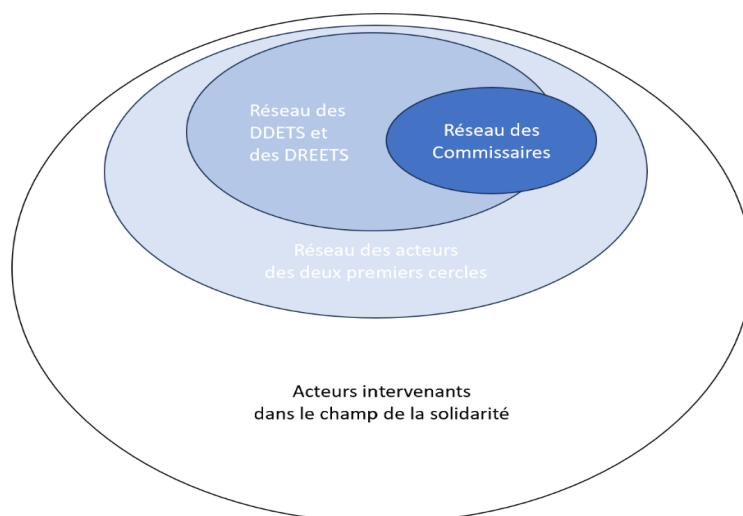 Réseau des
DDETS et
des DREETS
Réseau des
Commissaires
Réseau des acteurs
des deux premiers cercles
Acteurs intervenants
dans le champ de la solidarité